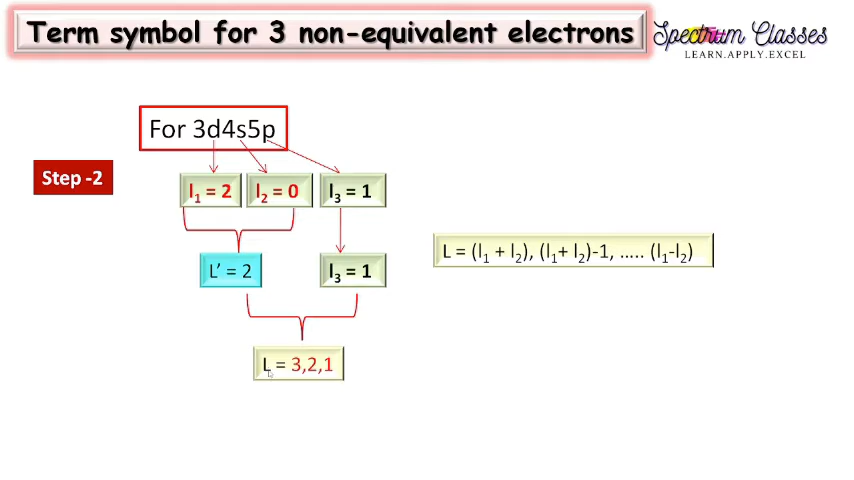 Term symbol for 3 non-equivalent electrons
Spectrum Classes
LEARN.APPLY.EXCEL
For 3d4s5p
Step -2
l₁ = 2
l₂ = 0
l₃ = 1
L' = 2
l₃ = 1
L = (l₁ + l₂), (l₁+ l₂)-1, ….. (l₁-l₂)
L = 3,2,1